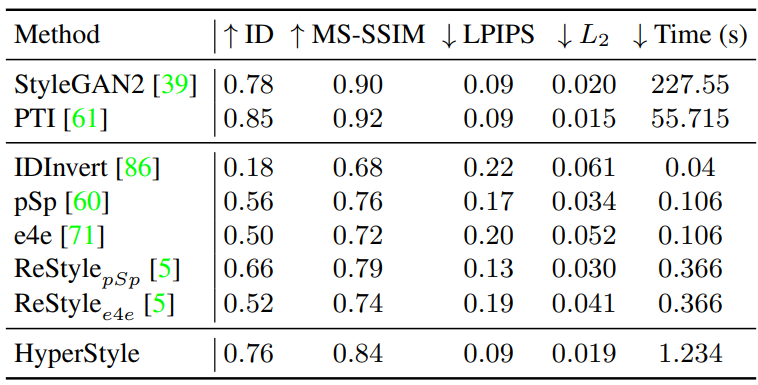 Method ↑ ID ↑ MS-SSIM ↓ LPIPS ↓ L₂ ↓ Time (s)
StyleGAN2 [39] 0.78 0.90 0.09 0.020 227.55
PTI [61] 0.85 0.92 0.09 0.015 55.715
IDInvert [86] 0.18 0.68 0.22 0.061 0.04
pSp [60] 0.56 0.76 0.17 0.034 0.106
e4e [71] 0.50 0.72 0.20 0.052 0.106
ReStyle_pSp [5] 0.66 0.79 0.13 0.030 0.366
ReStyle_e4e [5] 0.52 0.74 0.19 0.041 0.366
HyperStyle 0.76 0.84 0.09 0.019 1.234